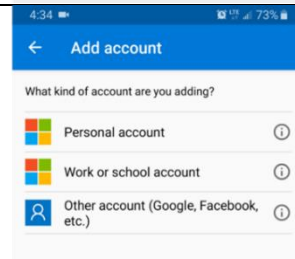 4:34 LTE 73%
Add account
What kind of account are you adding?
Personal account
Work or school account
Other account (Google, Facebook,
etc.)